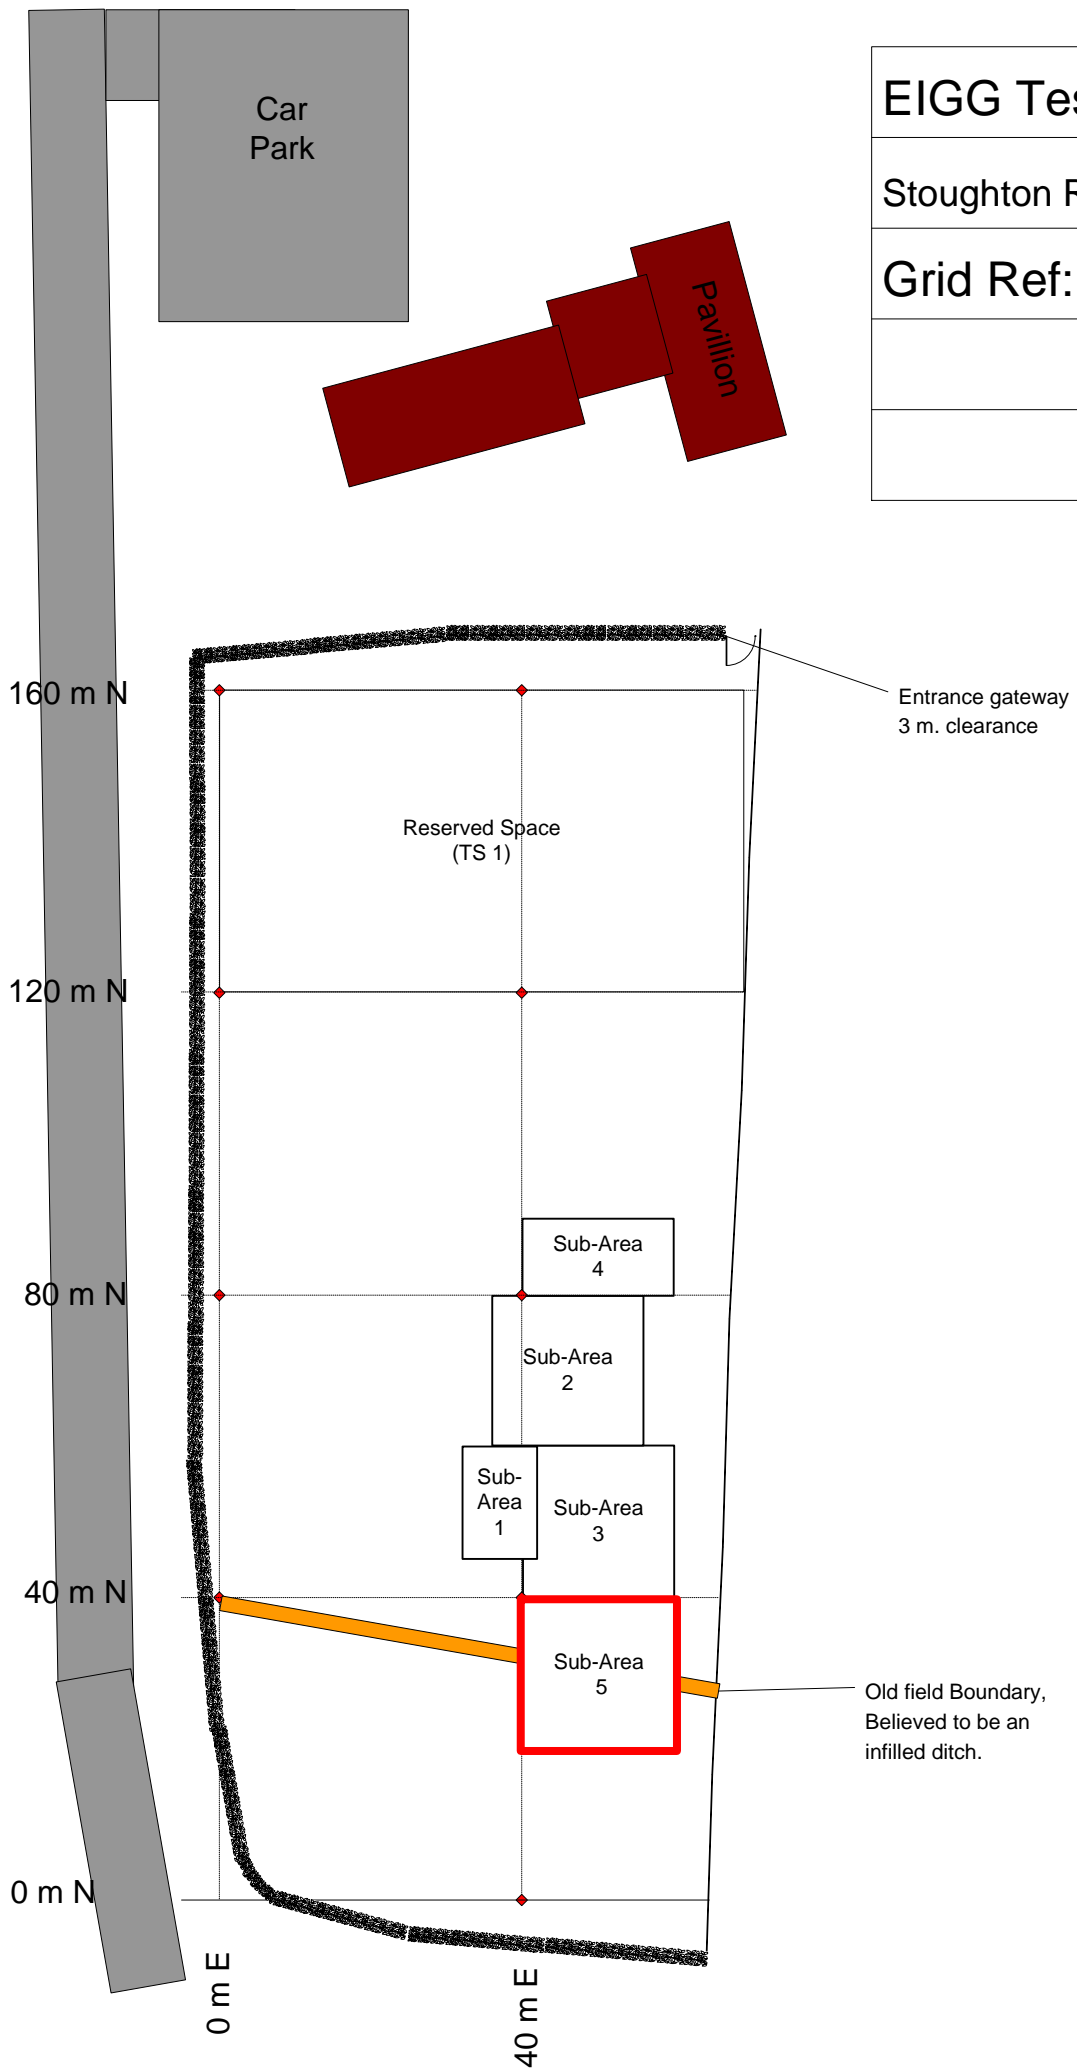 Car
Park
EIGG Tes
Stoughton R
Grid Ref:
Pavillion
160 m N
Entrance gateway
3 m. clearance
Reserved Space
(TS 1)
120 m N
Sub-Area
4
80 m N
Sub-Area
2
Sub-
Area
1
Sub-Area
3
40 m N
Sub-Area
5
Old field Boundary,
Believed to be an
infilled ditch.
0 m N
0 m E
40 m E